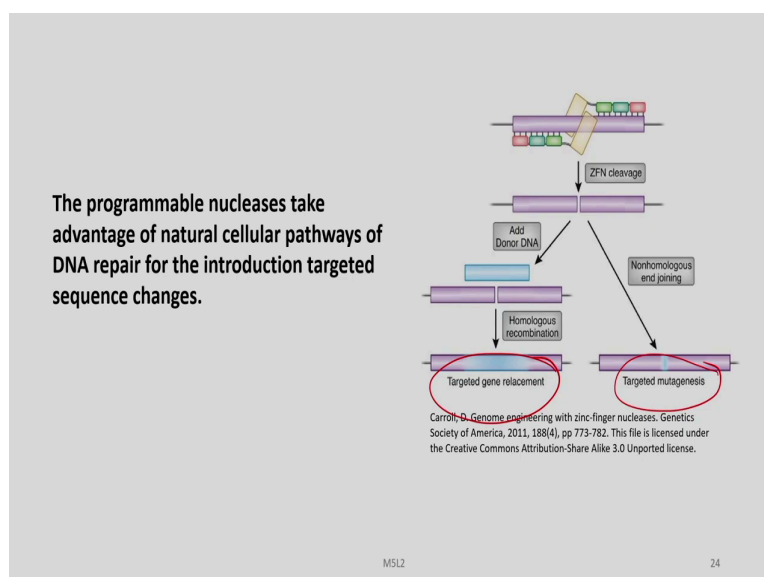 The programmable nucleases take
advantage of natural cellular pathways of
DNA repair for the introduction targeted
sequence changes.
ZFN cleavage
Add
Donor DNA
Nonhomologous
end joining
Homologous
recombination
Targeted gene relacement
Targeted mutagenesis
Carroll, D. Genome engineering with zinc-finger nucleases. Genetics
Society of America, 2011, 188(4), pp 773-782. This file is licensed under
the Creative Commons Attribution-Share Alike 3.0 Unported license.
M5L2
24